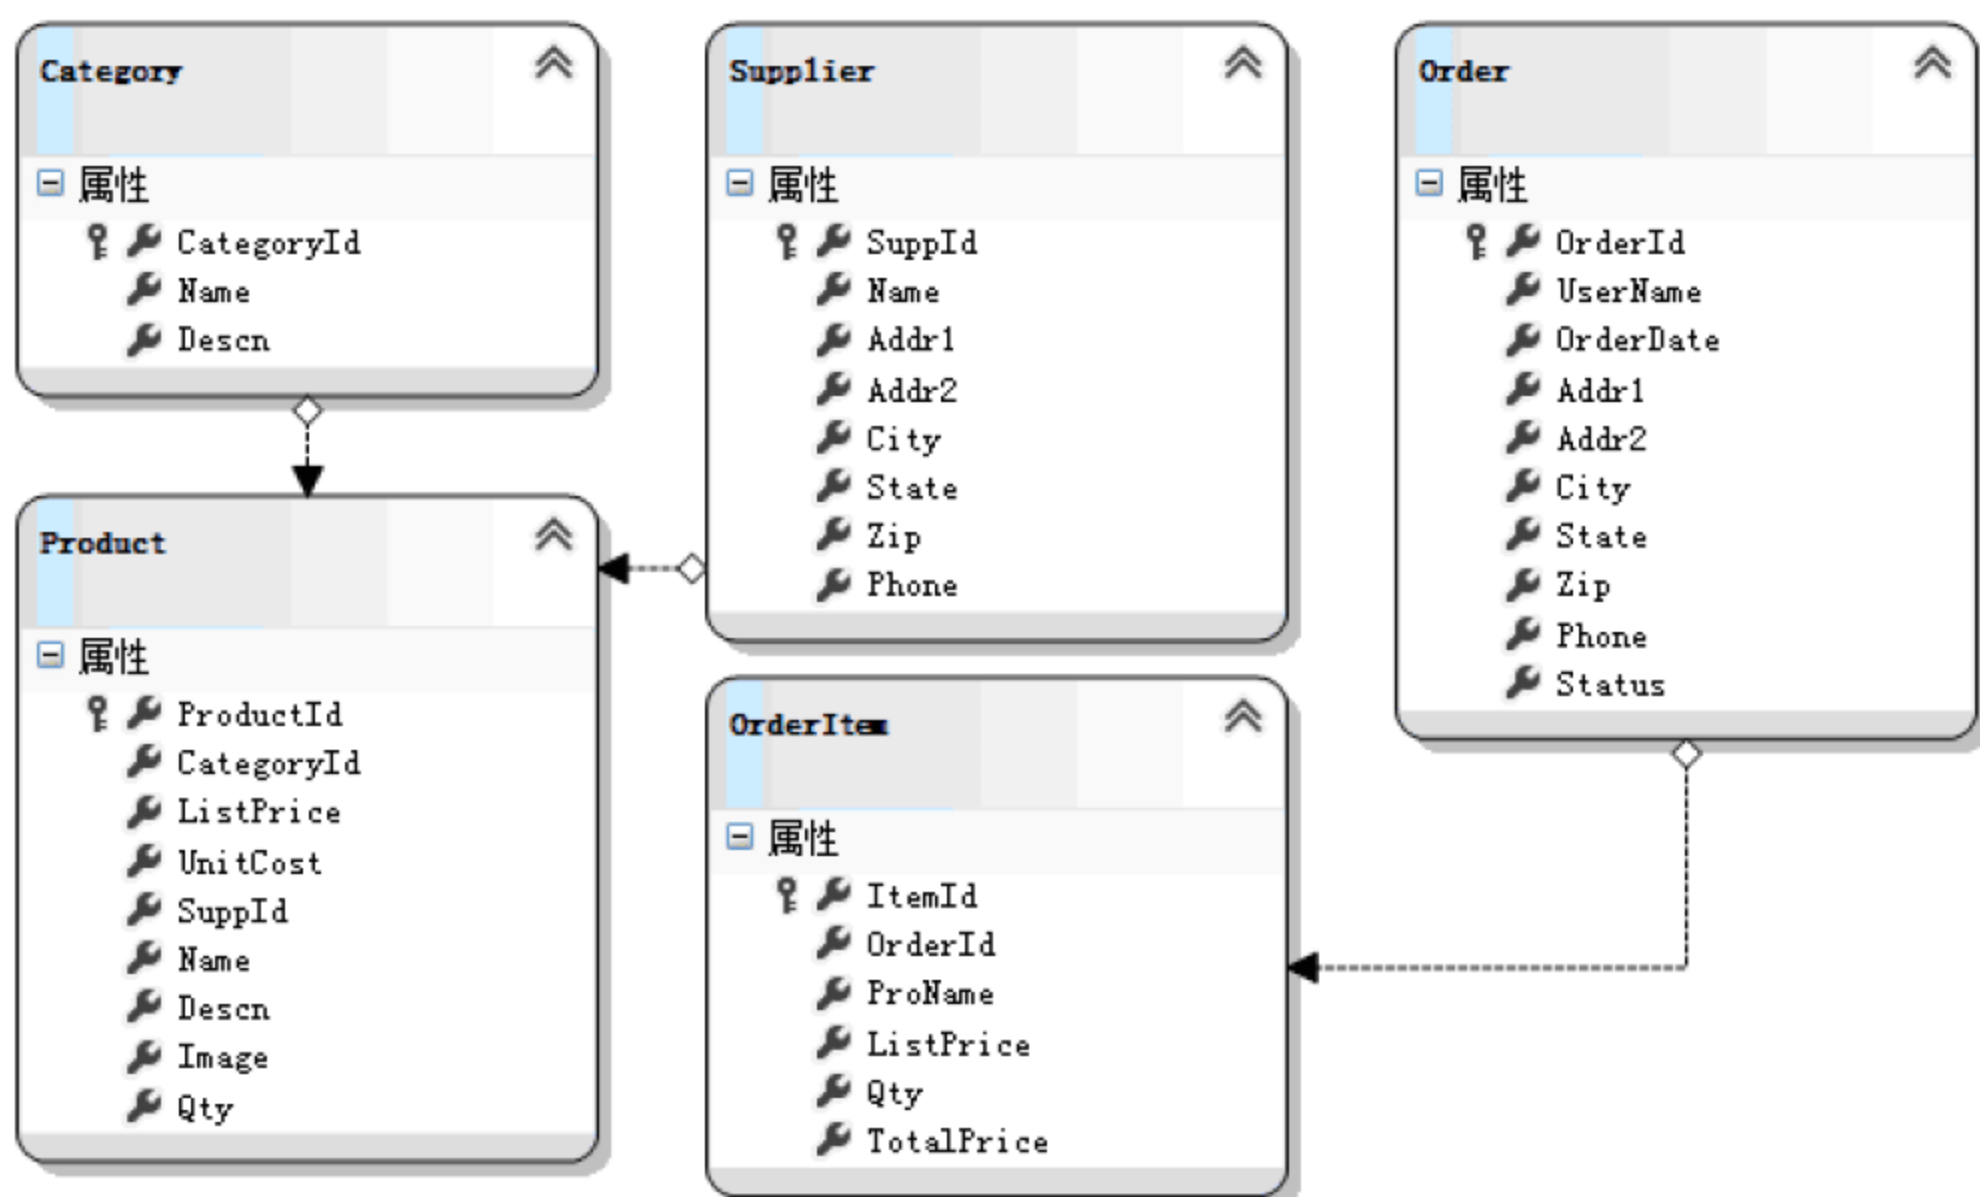 Category
属性
CategoryId
Name
Descn
Product
属性
ProductId
CategoryId
ListPrice
UnitCost
SuppId
Name
Descn
Image
Qty
Supplier
属性
SuppId
Name
Addr1
Addr2
City
State
Zip
Phone
OrderItem
属性
ItemId
OrderId
ProName
ListPrice
Qty
TotalPrice
Order
属性
OrderId
UserName
OrderDate
Addr1
Addr2
City
State
Zip
Phone
Status